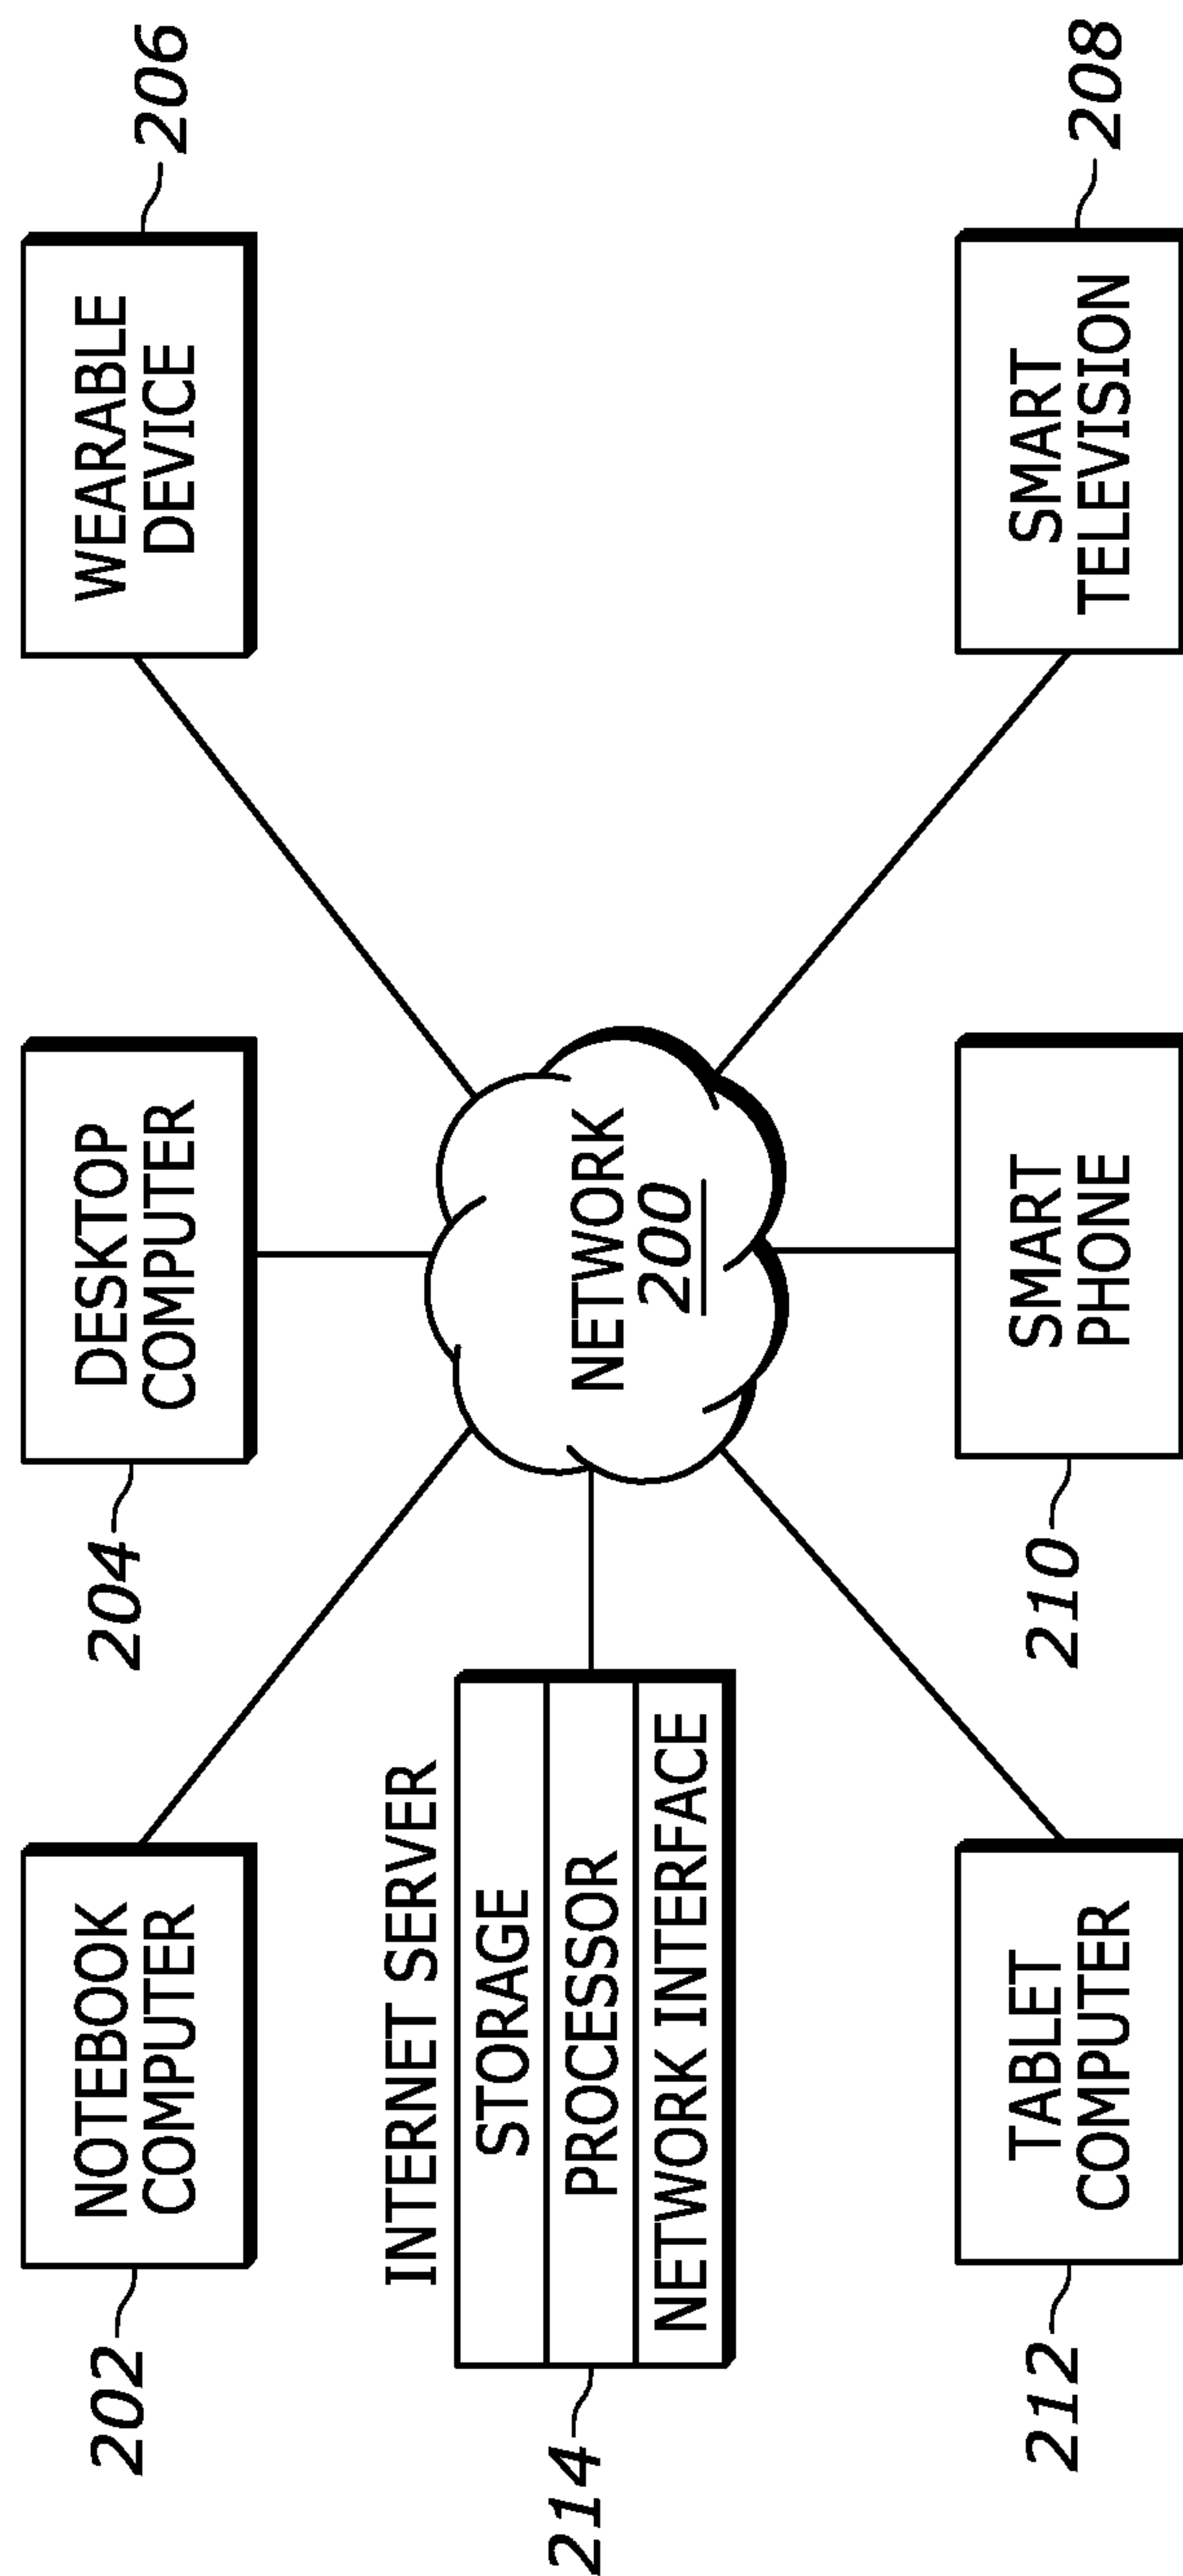 202
NOTEBOOK
COMPUTER
204
DESKTOP
COMPUTER
WEARABLE
DEVICE
206
INTERNET SERVER
214
STORAGE
PROCESSOR
NETWORK INTERFACE
NETWORK
200
212
TABLET
COMPUTER
210
SMART
PHONE
SMART
TELEVISION
208